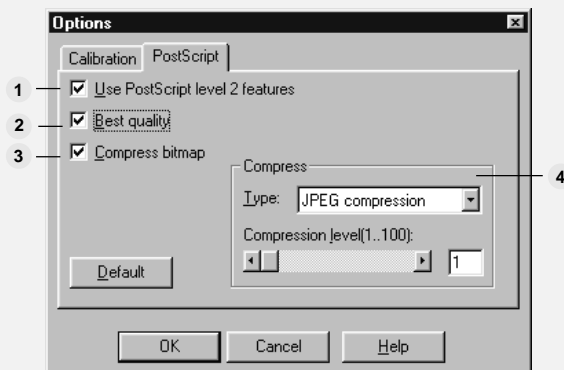 Options
Calibration PostScript
1 Use PostScript level 2 features
2 Best quality
3 Compress bitmap
Compress
4
Type: JPEG compression
Compression level(1..100):
1
Default
OK Cancel Help